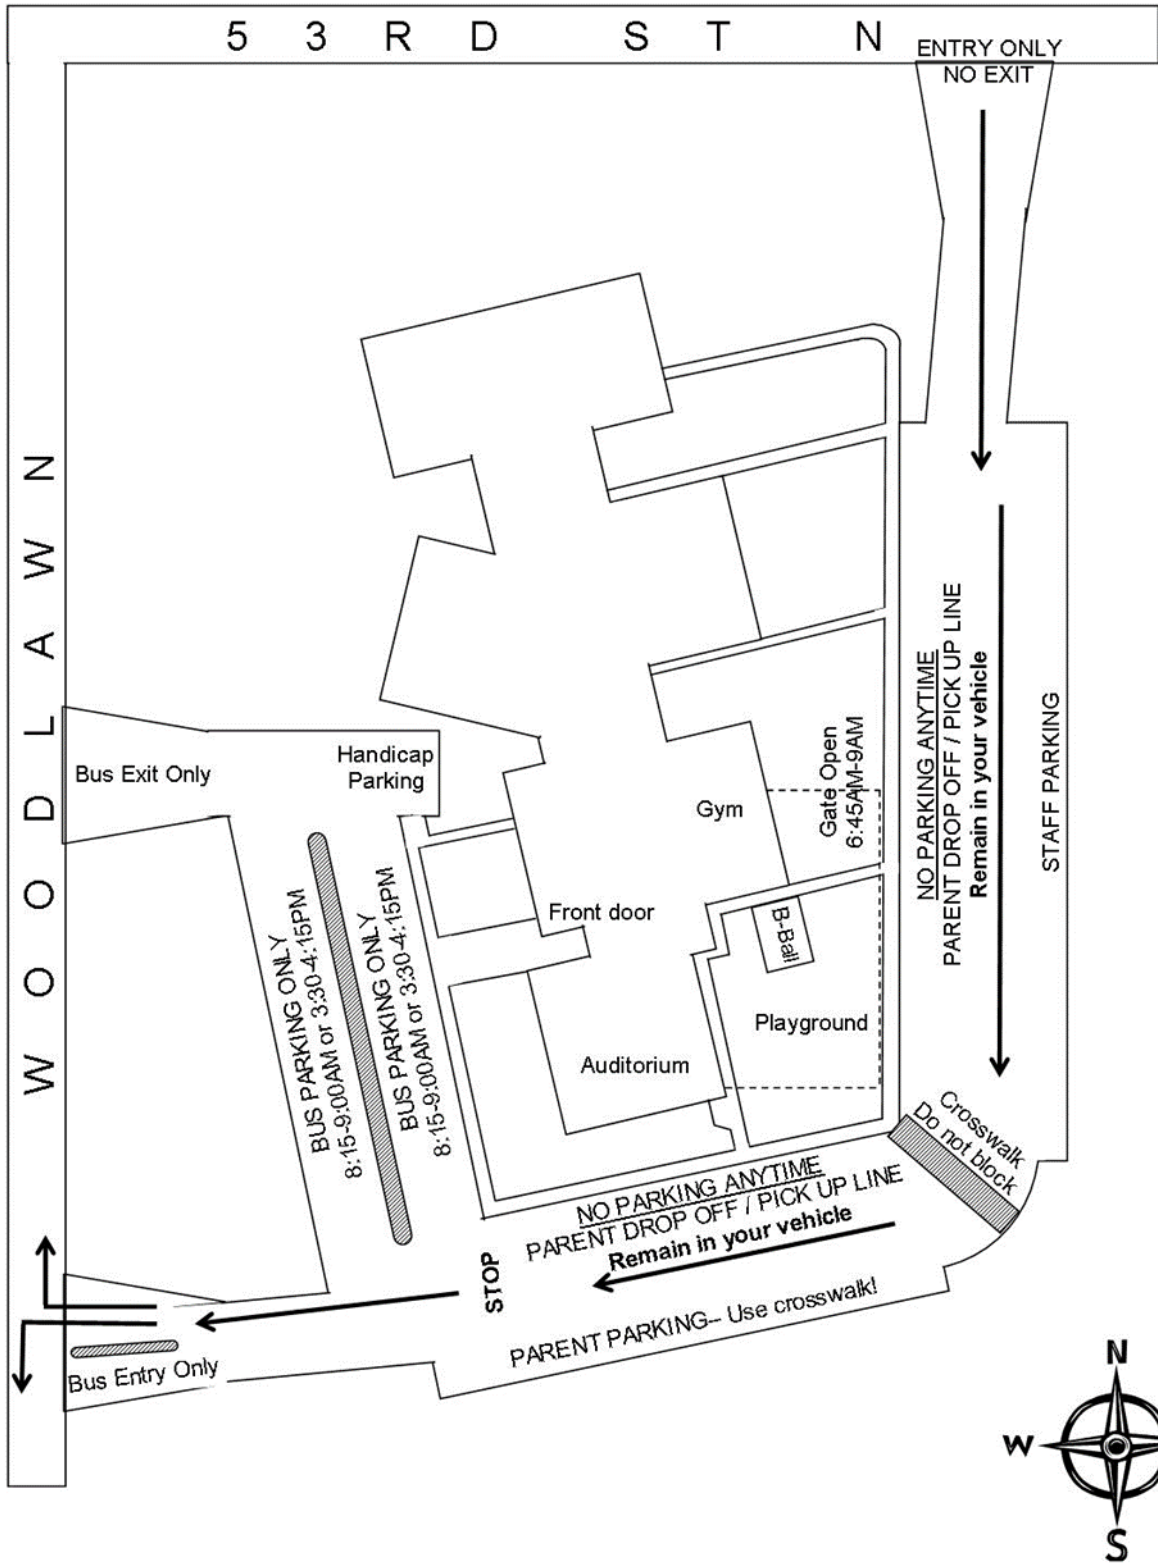 53RD ST N
ENTRY ONLY
NO EXIT
WOODLAWN
Bus Exit Only
Handicap
Parking
Gym
Gate Open
6:45AM-9AM
NO PARKING ANYTIME
PARENT DROP OFF / PICK UP LINE
Remain in your vehicle
STAFF PARKING
BUS PARKING ONLY
8:15-9:00AM or 3:30-4:15PM
BUS PARKING ONLY
8:15-9:00AM or 3:30-4:15PM
Front door
B-Ball
Playground
Auditorium
Crosswalk
Do not block
NO PARKING ANYTIME
PARENT DROP OFF / PICK UP LINE
Remain in your vehicle
STOP
PARENT PARKING-- Use crosswalk!
Bus Entry Only
N
W
S